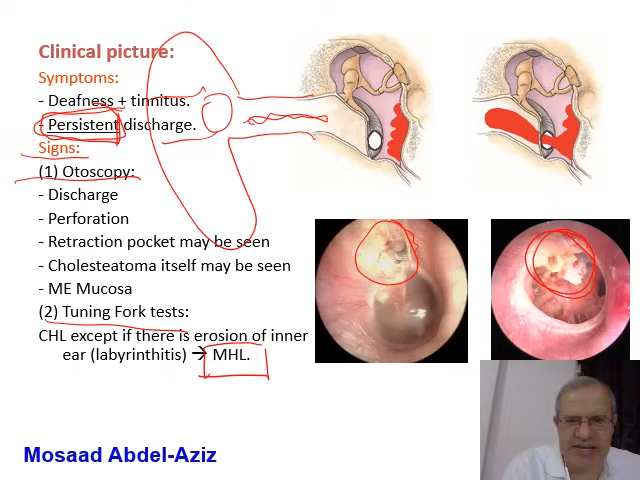 Clinical picture:
Symptoms:
- Deafness + tinnitus.
- Persistent discharge.
Signs:
(1) Otoscopy:
- Discharge
- Perforation
- Retraction pocket may be seen
- Cholesteatoma itself may be seen
- ME Mucosa
(2) Tuning Fork tests:
CHL except if there is erosion of inner
ear (labyrinthitis) → MHL.
Mosaad Abdel-Aziz